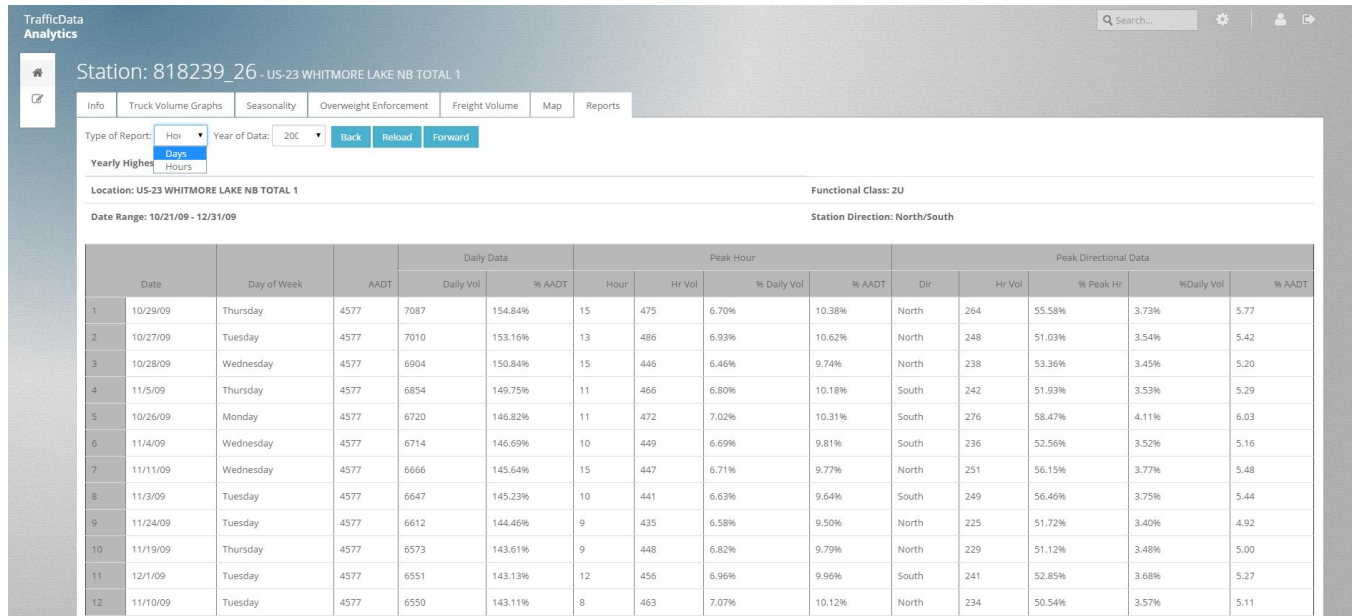 TrafficData
Analytics
Search...
Station: 818239_26 - US-23 WHITMORE LAKE NB TOTAL 1
Info Truck Volume Graphs Seasonality Overweight Enforcement Freight Volume Map Reports
Type of Report: Hou Year of Data: 200 Back Reload Forward
Days
Hours
Yearly Highes
Location: US-23 WHITMORE LAKE NB TOTAL 1 Functional Class: 2U
Date Range: 10/21/09 - 12/31/09 Station Direction: North/South
Daily Data Peak Hour Peak Directional Data
Date Day of Week AADT Daily Vol % AADT Hour Hr Vol % Daily Vol % AADT Dir Hr Vol % Peak Hr %Daily Vol % AADT
1 10/29/09 Thursday 4577 7087 154.84% 15 475 6.70% 10.38% North 264 55.58% 3.73% 5.77
2 10/27/09 Tuesday 4577 7010 153.16% 13 486 6.93% 10.62% North 248 51.03% 3.54% 5.42
3 10/28/09 Wednesday 4577 6904 150.84% 15 446 6.46% 9.74% North 238 53.36% 3.45% 5.20
4 11/5/09 Thursday 4577 6854 149.75% 11 466 6.80% 10.18% South 242 51.93% 3.53% 5.29
5 10/26/09 Monday 4577 6720 146.82% 11 472 7.02% 10.31% South 276 58.47% 4.11% 6.03
6 11/4/09 Wednesday 4577 6714 146.69% 10 449 6.69% 9.81% South 236 52.56% 3.52% 5.16
7 11/11/09 Wednesday 4577 6666 145.64% 15 447 6.71% 9.77% North 251 56.15% 3.77% 5.48
8 11/3/09 Tuesday 4577 6647 145.23% 10 441 6.63% 9.64% South 249 56.46% 3.75% 5.44
9 11/24/09 Tuesday 4577 6612 144.46% 9 435 6.58% 9.50% North 225 51.72% 3.40% 4.92
10 11/19/09 Thursday 4577 6573 143.61% 9 448 6.82% 9.79% North 229 51.12% 3.48% 5.00
11 12/1/09 Tuesday 4577 6551 143.13% 12 456 6.96% 9.96% South 241 52.85% 3.68% 5.27
12 11/10/09 Tuesday 4577 6550 143.11% 8 463 7.07% 10.12% North 234 50.54% 3.57% 5.11